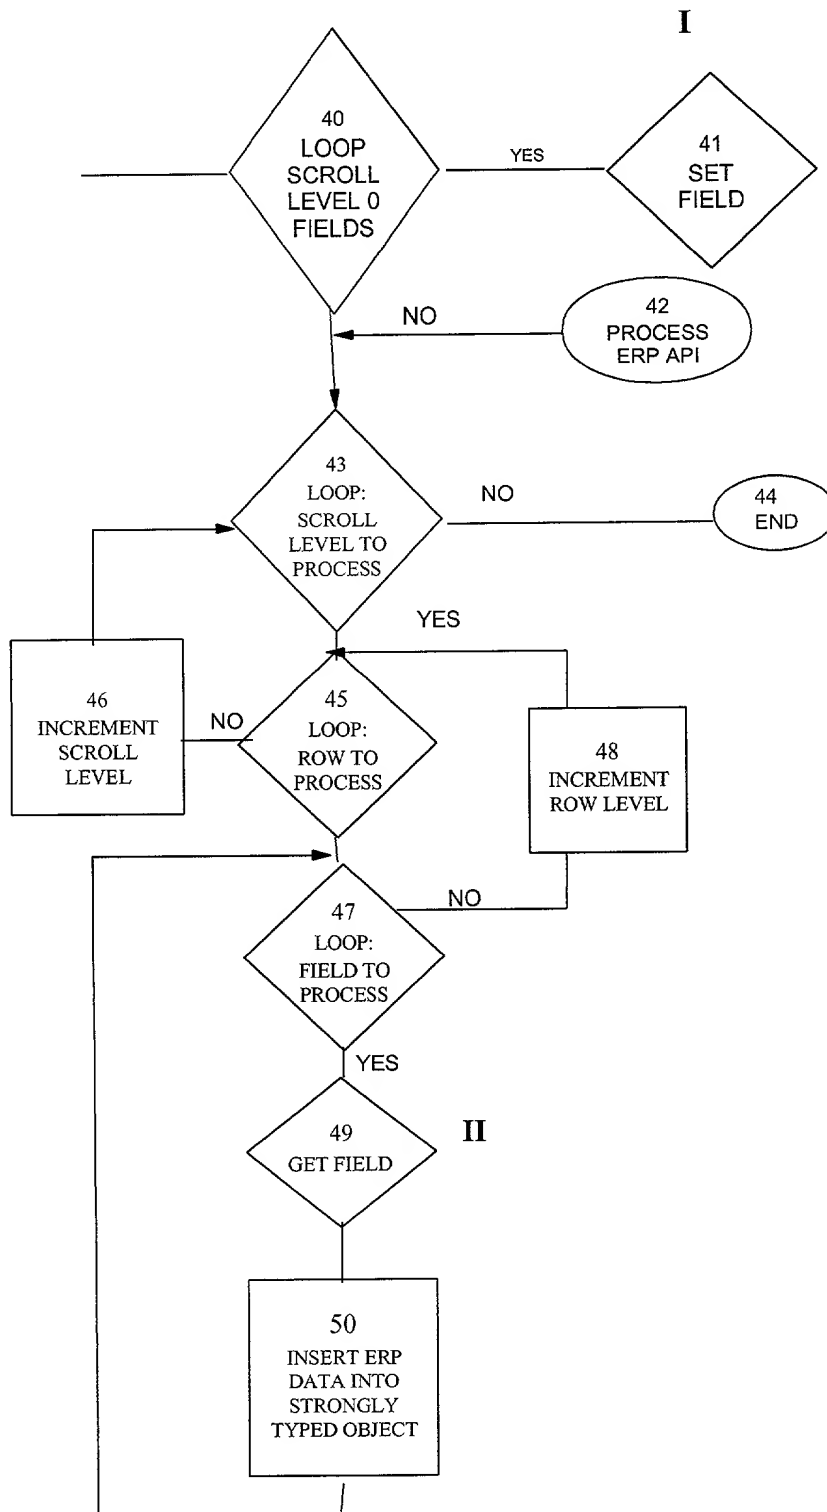 I
40
LOOP
SCROLL
LEVEL 0
FIELDS
YES
41
SET
FIELD
NO
42
PROCESS
ERP API
43
LOOP:
SCROLL
LEVEL TO
PROCESS
NO
44
END
YES
46
INCREMENT
SCROLL
LEVEL
NO
45
LOOP:
ROW TO
PROCESS
48
INCREMENT
ROW LEVEL
47
LOOP:
FIELD TO
PROCESS
NO
YES
49
GET FIELD
II
50
INSERT ERP
DATA INTO
STRONGLY
TYPED OBJECT